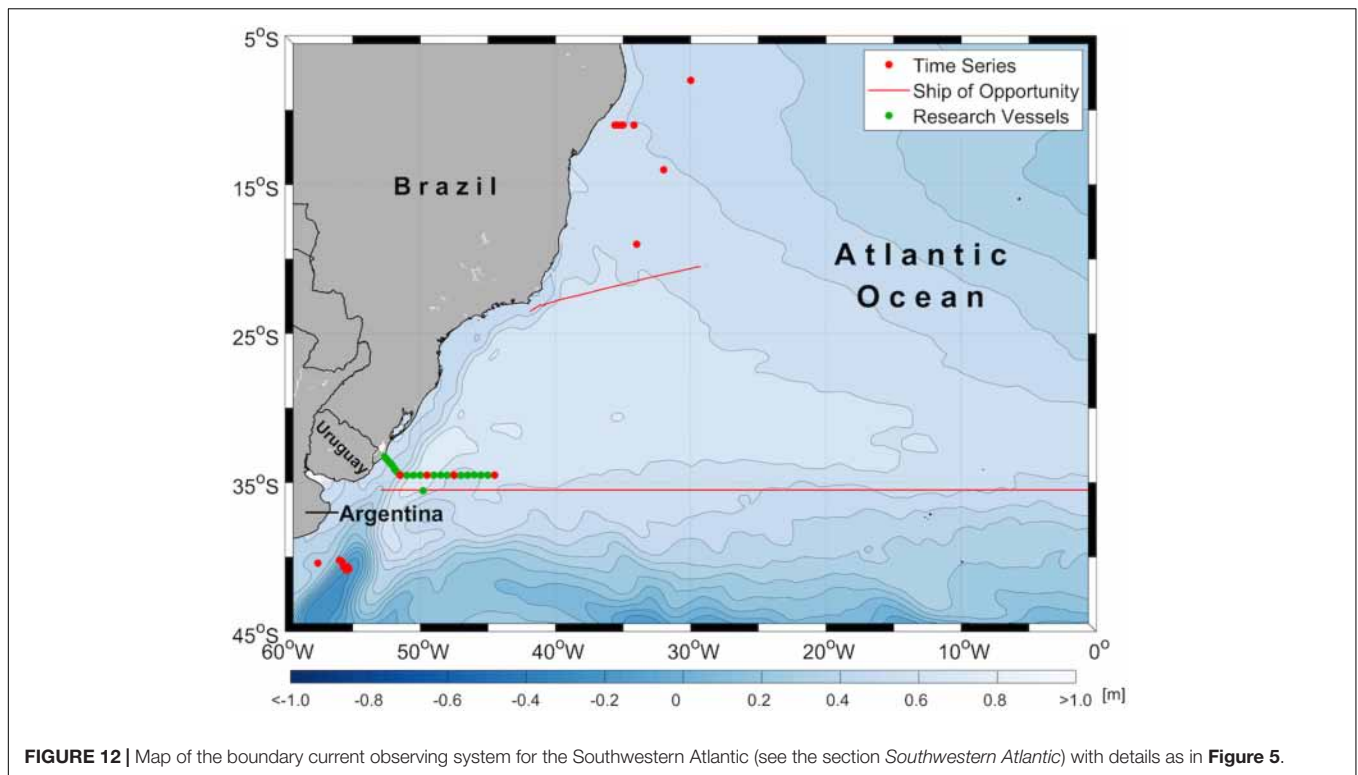 5°S
15°S
25°S
35°S
45°S
Time Series
Ship of Opportunity
Research Vessels
Brazil
Atlantic
Ocean
Uruguay
Argentina
60°W 50°W 40°W 30°W 20°W 10°W 0°
<-1.0 -0.8 -0.6 -0.4 -0.2 0 0.2 0.4 0.6 0.8 >1.0 [m]
FIGURE 12 | Map of the boundary current observing system for the Southwestern Atlantic (see the section Southwestern Atlantic) with details as in Figure 5.